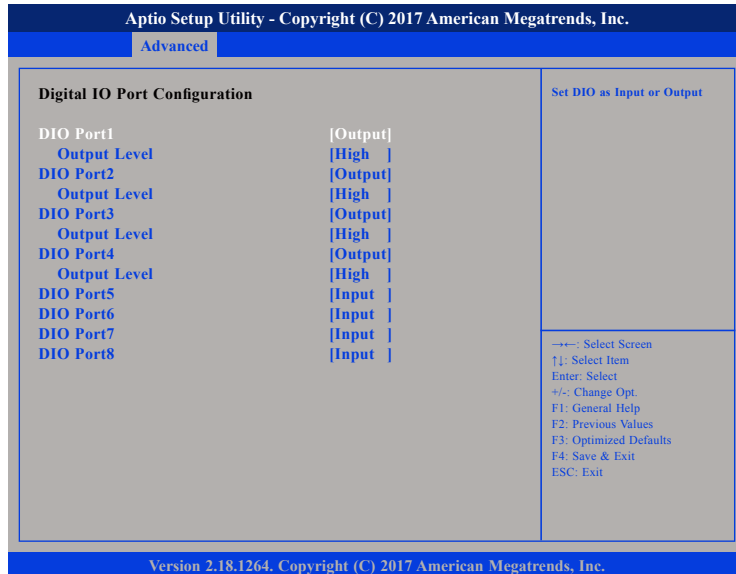 Aptio Setup Utility - Copyright (C) 2017 American Megatrends, Inc.
Advanced
Digital IO Port Configuration
DIO Port1 [Output]
Output Level [High ]
DIO Port2 [Output]
Output Level [High ]
DIO Port3 [Output]
Output Level [High ]
DIO Port4 [Output]
Output Level [High ]
DIO Port5 [Input ]
DIO Port6 [Input ]
DIO Port7 [Input ]
DIO Port8 [Input ]
Set DIO as Input or Output
→←: Select Screen
↑↓: Select Item
Enter: Select
+/-: Change Opt.
F1: General Help
F2: Previous Values
F3: Optimized Defaults
F4: Save & Exit
ESC: Exit
Version 2.18.1264. Copyright (C) 2017 American Megatrends, Inc.